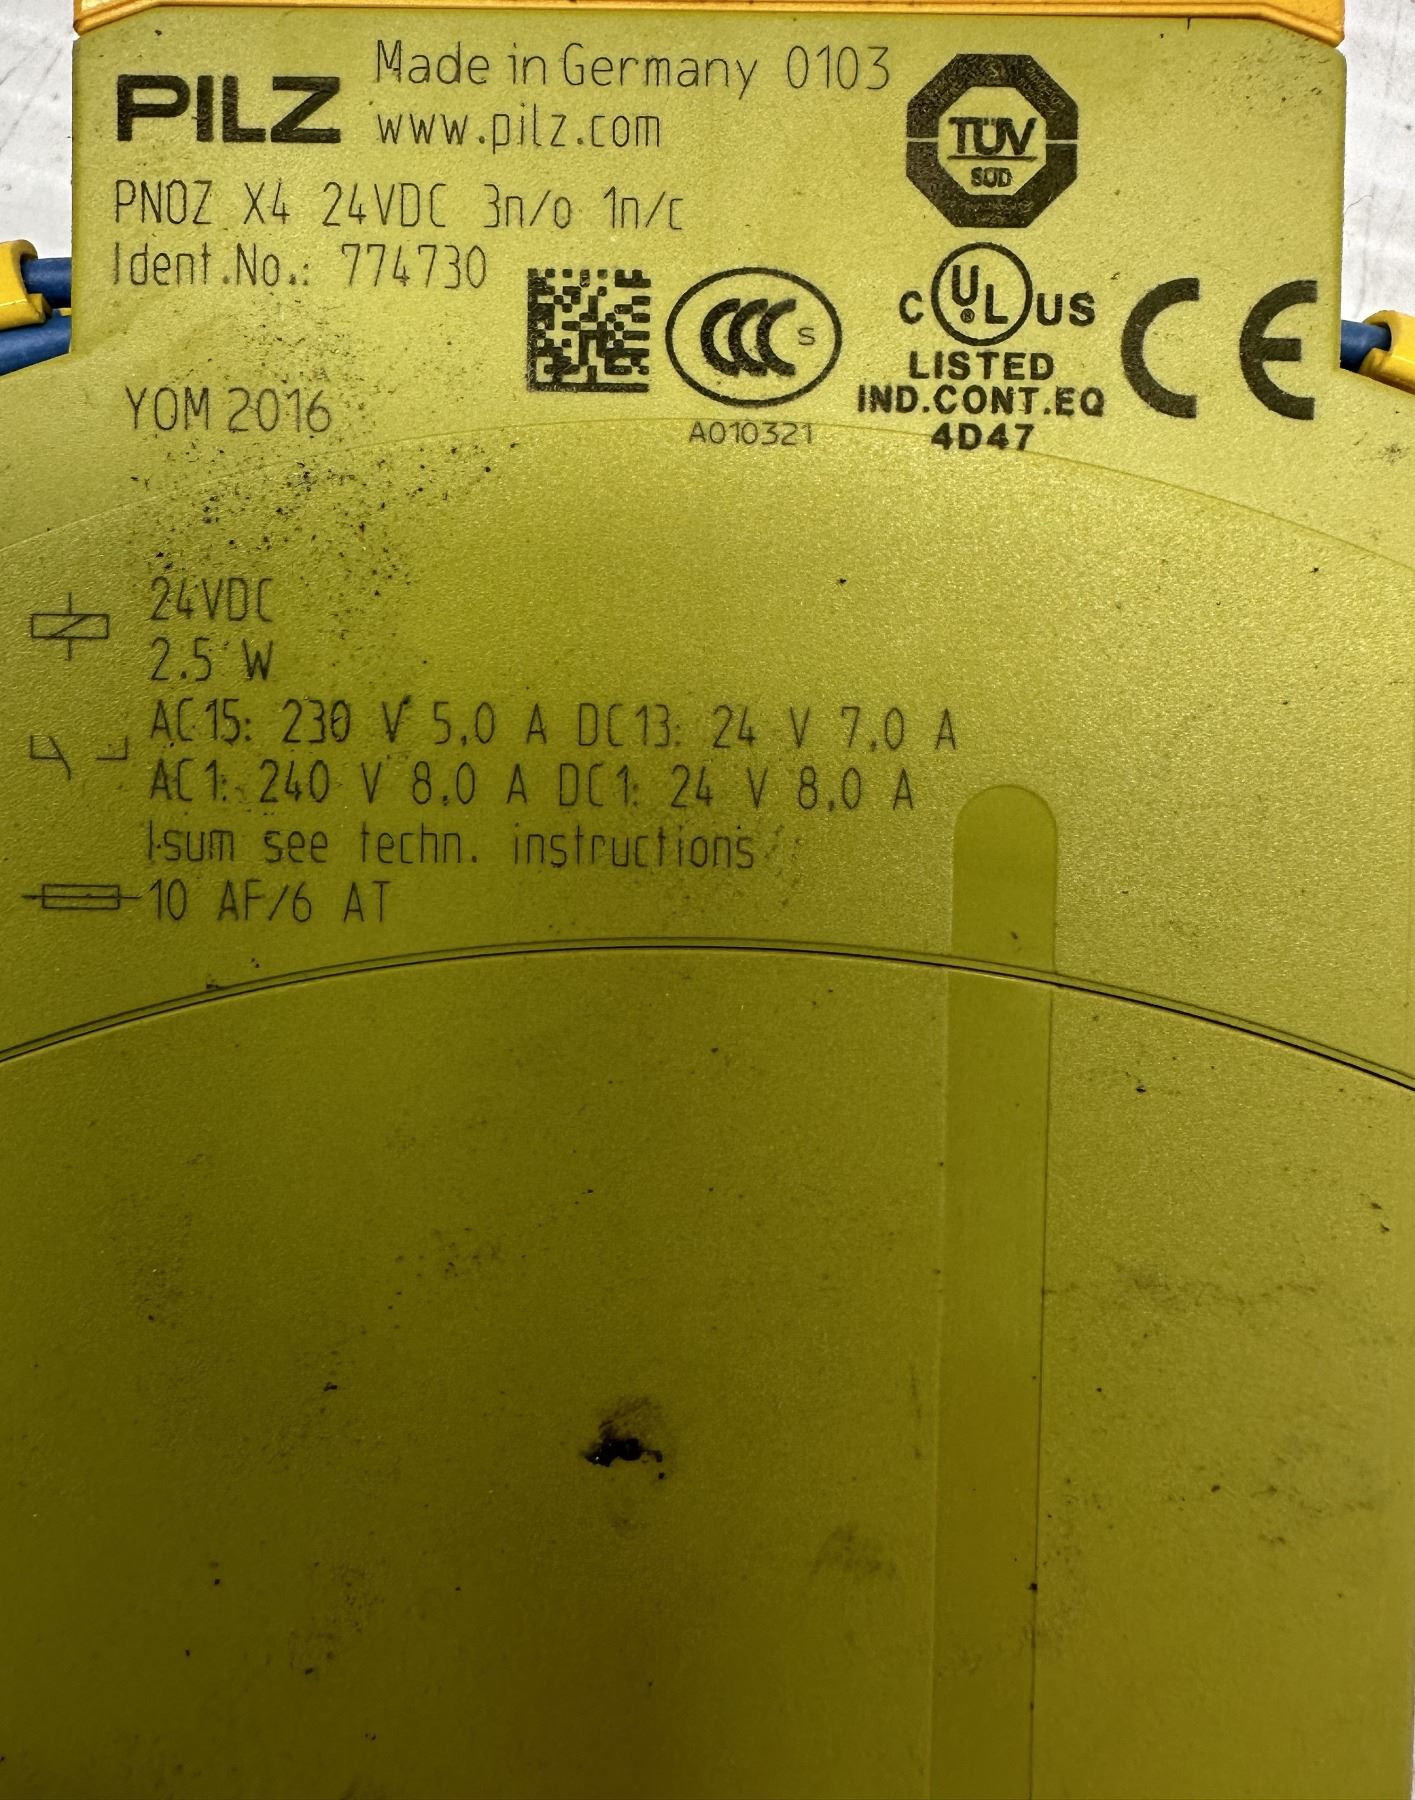 PILZ Made in Germany 0103
www.pilz.com
PNOZ X4 24VDC 3n/o 1n/c
Ident.No.: 774730
YOM 2016
TÜV
SÜD
CCC S
A010321
C UL® US
LISTED
IND.CONT.EQ
4D47
CE
24VDC
2.5 W
AC15: 230 V 5,0 A DC13: 24 V 7,0 A
AC1: 240 V 8,0 A DC1: 24 V 8,0 A
I-sum see techn. instructions
10 AF/6 AT